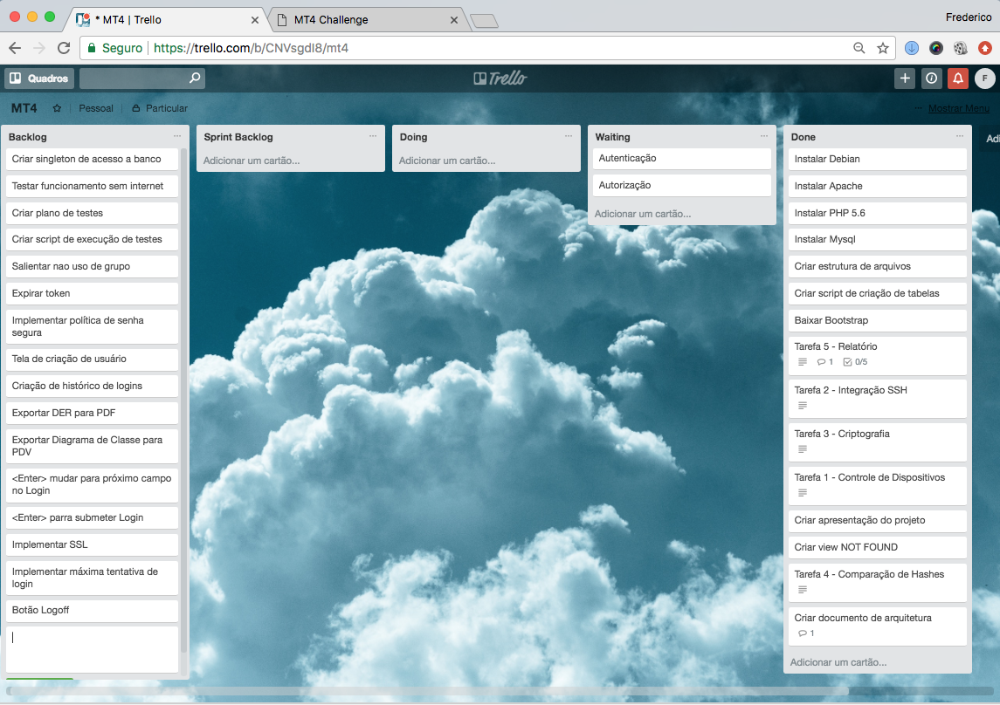 * MT4 | Trello
MT4 Challenge
Frederico
Seguro
https://trello.com/b/CNVsgdI8/mt4
Quadros
Trello
F
MT4
Pessoal
Particular
... Mostrar Menu
Backlog
Criar singleton de acesso a banco
Testar funcionamento sem internet
Criar plano de testes
Criar script de execução de testes
Salientar nao uso de grupo
Expirar token
Implementar política de senha
segura
Tela de criação de usuário
Criação de histórico de logins
Exportar DER para PDF
Exportar Diagrama de Classe para
PDV
<Enter> mudar para próximo campo
no Login
<Enter> parra submeter Login
Implementar SSL
Implementar máxima tentativa de
login
Botão Logoff
Sprint Backlog
Adicionar um cartão...
Doing
Adicionar um cartão...
Waiting
Autenticação
Autorização
Adicionar um cartão...
Done
Instalar Debian
Instalar Apache
Instalar PHP 5.6
Instalar Mysql
Criar estrutura de arquivos
Criar script de criação de tabelas
Baixar Bootstrap
Tarefa 5 - Relatório
1 0/5
Tarefa 2 - Integração SSH
Tarefa 3 - Criptografia
Tarefa 1 - Controle de Dispositivos
Criar apresentação do projeto
Criar view NOT FOUND
Tarefa 4 - Comparação de Hashes
Criar documento de arquitetura
1
Adicionar um cartão...
Adi